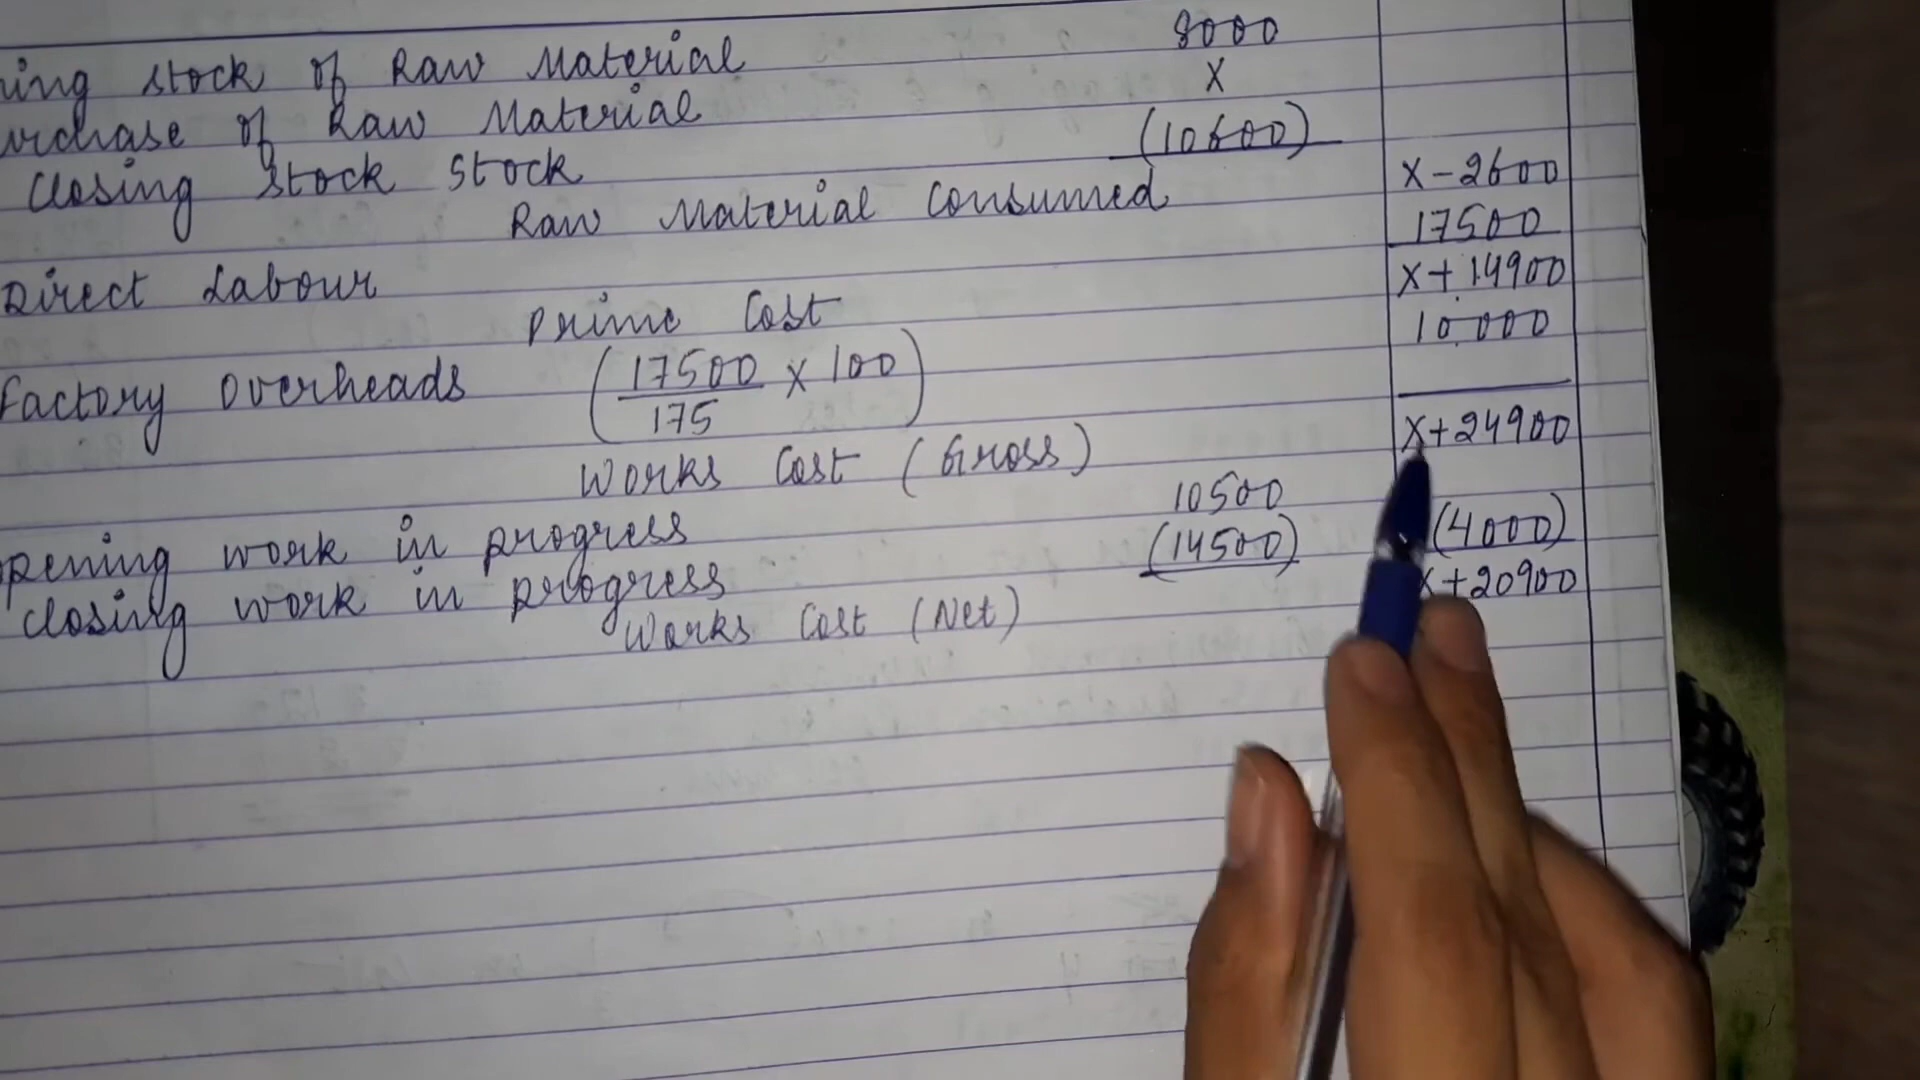 ning stock of Raw Material 8000
urchase of Raw Material X
closing stock stock (10600)
Raw Material Consumed X-2600
Direct Labour 17500
Prime Cost X+14900
Factory Overheads (17500/175 X 100) 10000
Works Cost (Gross) X+24900
pening work in progress 10500
closing work in progress (14500) (4000)
Works Cost (Net) X+20900